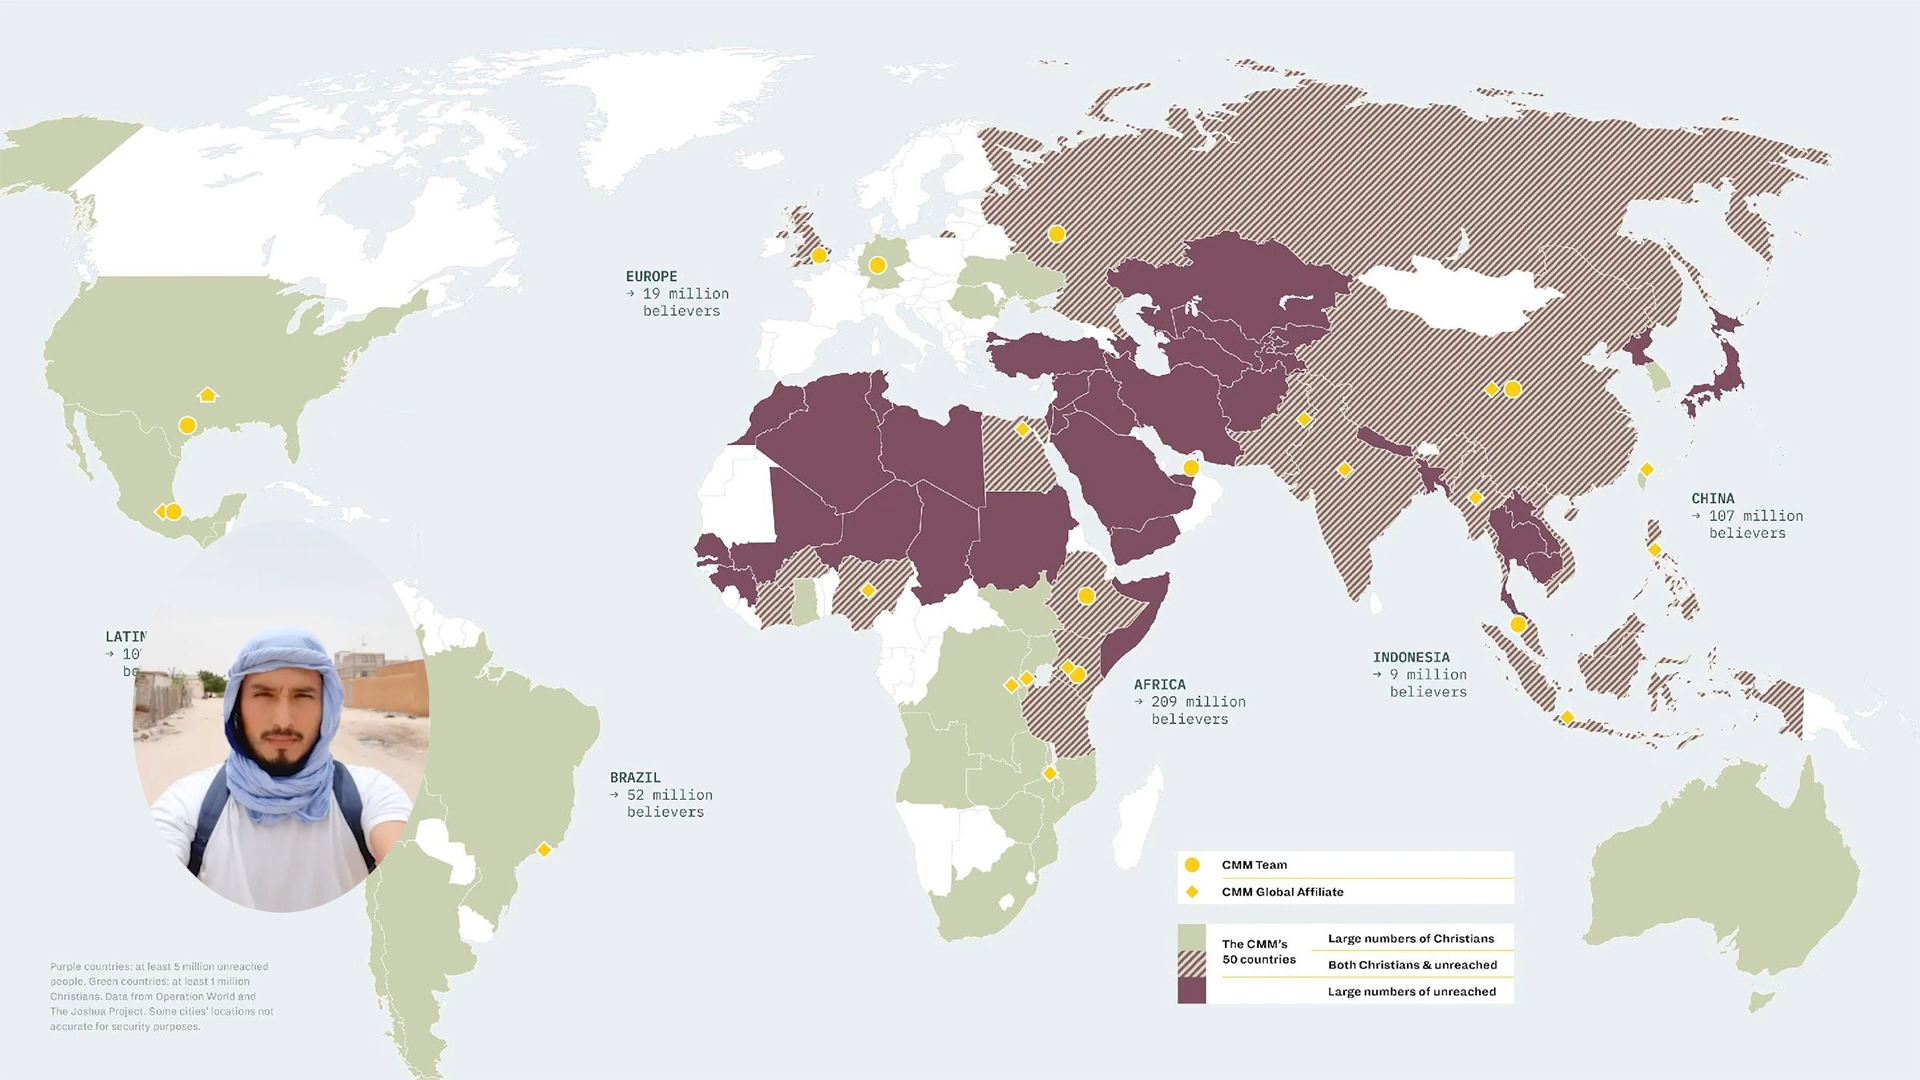 EUROPE
→ 19 million
believers
CHINA
→ 107 million
believers
LATIN
→ 10
be
INDONESIA
→ 9 million
believers
AFRICA
→ 209 million
believers
BRAZIL
→ 52 million
believers
CMM Team
CMM Global Affiliate
The CMM's
50 countries
Large numbers of Christians
Both Christians & unreached
Large numbers of unreached
Purple countries: at least 5 million unreached
people. Green countries: at least 1 million
Christians. Data from Operation World and
The Joshua Project. Some cities' locations not
accurate for security purposes.